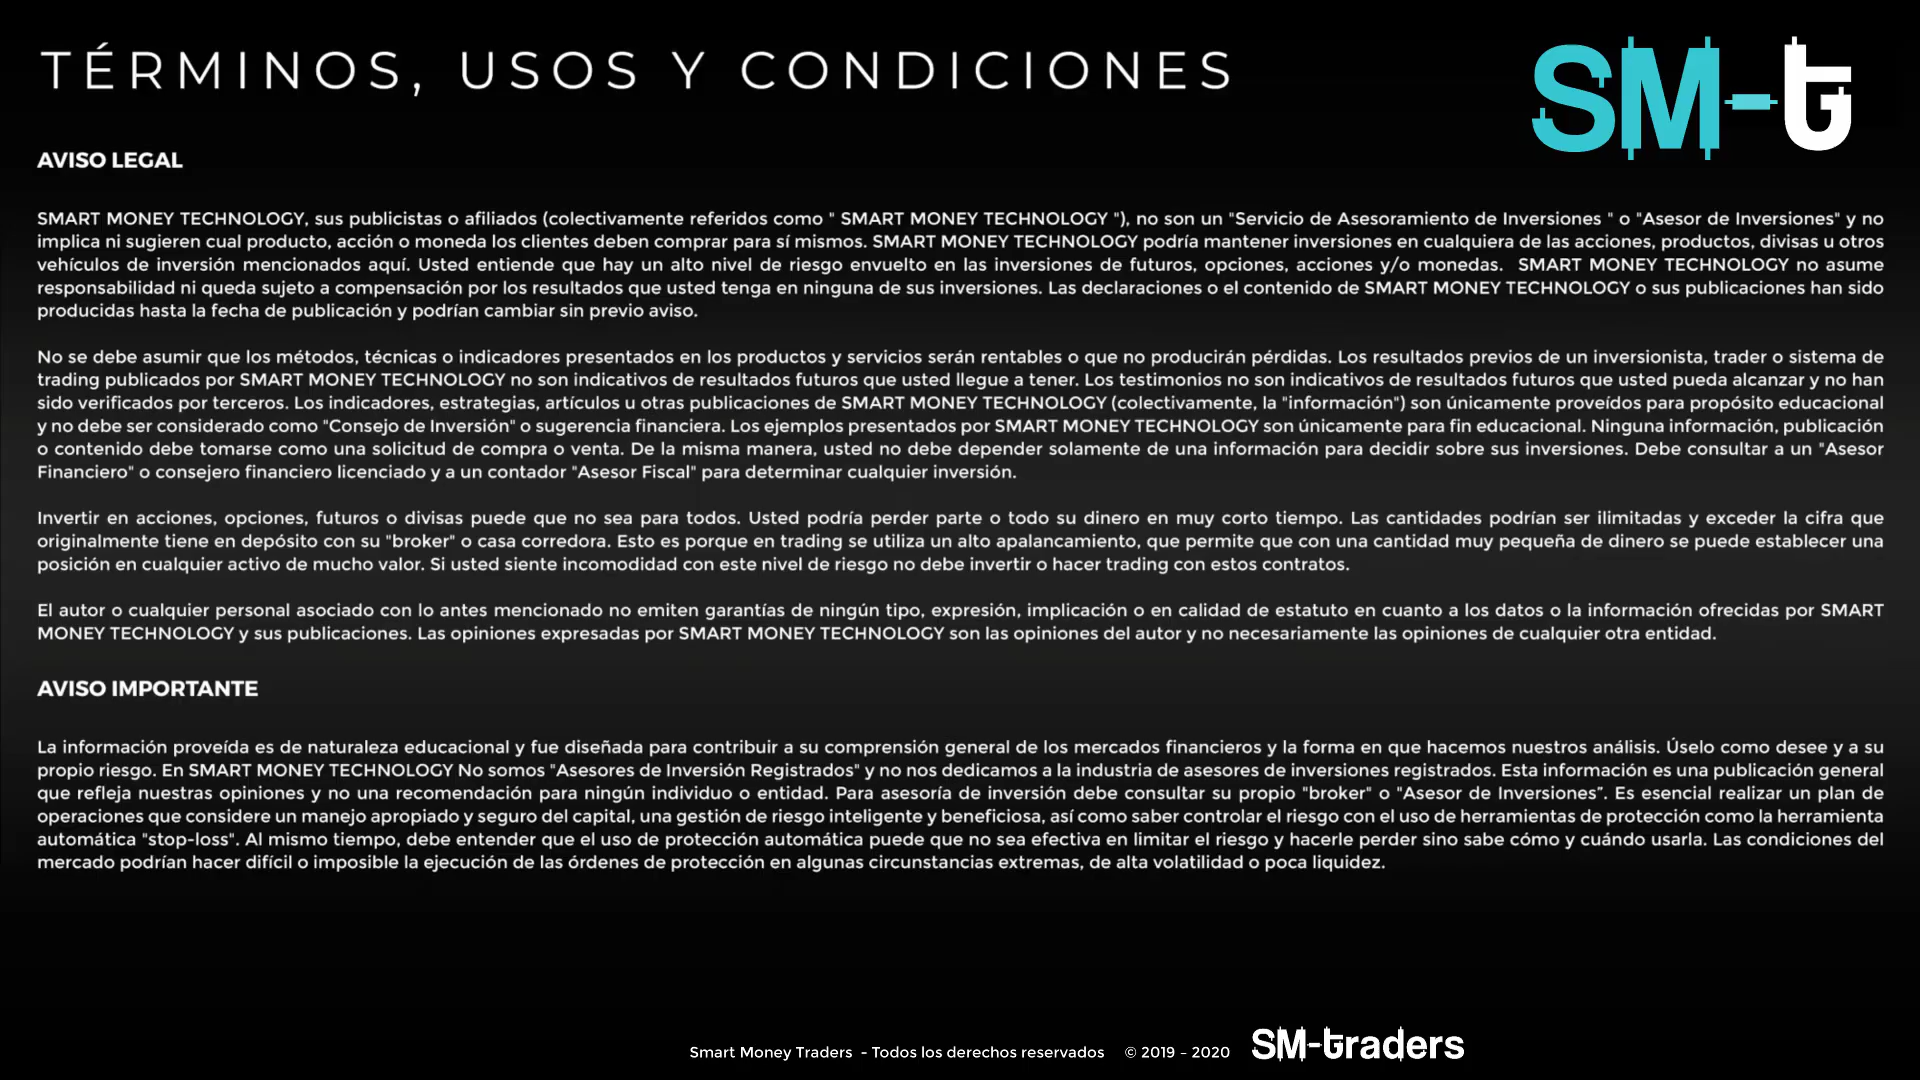 TÉRMINOS, USOS Y CONDICIONES
SM-t
AVISO LEGAL
SMART MONEY TECHNOLOGY, sus publicistas o afiliados (colectivamente referidos como " SMART MONEY TECHNOLOGY "), no son un "Servicio de Asesoramiento de Inversiones " o "Asesor de Inversiones" y no
implica ni sugieren cual producto, acción o moneda los clientes deben comprar para sí mismos. SMART MONEY TECHNOLOGY podría mantener inversiones en cualquiera de las acciones, productos, divisas u otros
vehículos de inversión mencionados aquí. Usted entiende que hay un alto nivel de riesgo envuelto en las inversiones de futuros, opciones, acciones y/o monedas.  SMART MONEY TECHNOLOGY no asume
responsabilidad ni queda sujeto a compensación por los resultados que usted tenga en ninguna de sus inversiones. Las declaraciones o el contenido de SMART MONEY TECHNOLOGY o sus publicaciones han sido
producidas hasta la fecha de publicación y podrían cambiar sin previo aviso.
No se debe asumir que los métodos, técnicas o indicadores presentados en los productos y servicios serán rentables o que no producirán pérdidas. Los resultados previos de un inversionista, trader o sistema de
trading publicados por SMART MONEY TECHNOLOGY no son indicativos de resultados futuros que usted llegue a tener. Los testimonios no son indicativos de resultados futuros que usted pueda alcanzar y no han
sido verificados por terceros. Los indicadores, estrategias, artículos u otras publicaciones de SMART MONEY TECHNOLOGY (colectivamente, la "información") son únicamente proveídos para propósito educacional
y no debe ser considerado como "Consejo de Inversión" o sugerencia financiera. Los ejemplos presentados por SMART MONEY TECHNOLOGY son únicamente para fin educacional. Ninguna información, publicación
o contenido debe tomarse como una solicitud de compra o venta. De la misma manera, usted no debe depender solamente de una información para decidir sobre sus inversiones. Debe consultar a un "Asesor
Financiero" o consejero financiero licenciado y a un contador "Asesor Fiscal" para determinar cualquier inversión.
Invertir en acciones, opciones, futuros o divisas puede que no sea para todos. Usted podría perder parte o todo su dinero en muy corto tiempo. Las cantidades podrían ser ilimitadas y exceder la cifra que
originalmente tiene en depósito con su "broker" o casa corredora. Esto es porque en trading se utiliza un alto apalancamiento, que permite que con una cantidad muy pequeña de dinero se puede establecer una
posición en cualquier activo de mucho valor. Si usted siente incomodidad con este nivel de riesgo no debe invertir o hacer trading con estos contratos.
El autor o cualquier personal asociado con lo antes mencionado no emiten garantías de ningún tipo, expresión, implicación o en calidad de estatuto en cuanto a los datos o la información ofrecidas por SMART
MONEY TECHNOLOGY y sus publicaciones. Las opiniones expresadas por SMART MONEY TECHNOLOGY son las opiniones del autor y no necesariamente las opiniones de cualquier otra entidad.
AVISO IMPORTANTE
La información proveída es de naturaleza educacional y fue diseñada para contribuir a su comprensión general de los mercados financieros y la forma en que hacemos nuestros análisis. Úselo como desee y a su
propio riesgo. En SMART MONEY TECHNOLOGY No somos "Asesores de Inversión Registrados" y no nos dedicamos a la industria de asesores de inversiones registrados. Esta información es una publicación general
que refleja nuestras opiniones y no una recomendación para ningún individuo o entidad. Para asesoría de inversión debe consultar su propio "broker" o "Asesor de Inversiones”. Es esencial realizar un plan de
operaciones que considere un manejo apropiado y seguro del capital, una gestión de riesgo inteligente y beneficiosa, así como saber controlar el riesgo con el uso de herramientas de protección como la herramienta
automática "stop-loss". Al mismo tiempo, debe entender que el uso de protección automática puede que no sea efectiva en limitar el riesgo y hacerle perder sino sabe cómo y cuándo usarla. Las condiciones del
mercado podrían hacer difícil o imposible la ejecución de las órdenes de protección en algunas circunstancias extremas, de alta volatilidad o poca liquidez.
Smart Money Traders  - Todos los derechos reservados    © 2019 – 2020    SM-traders